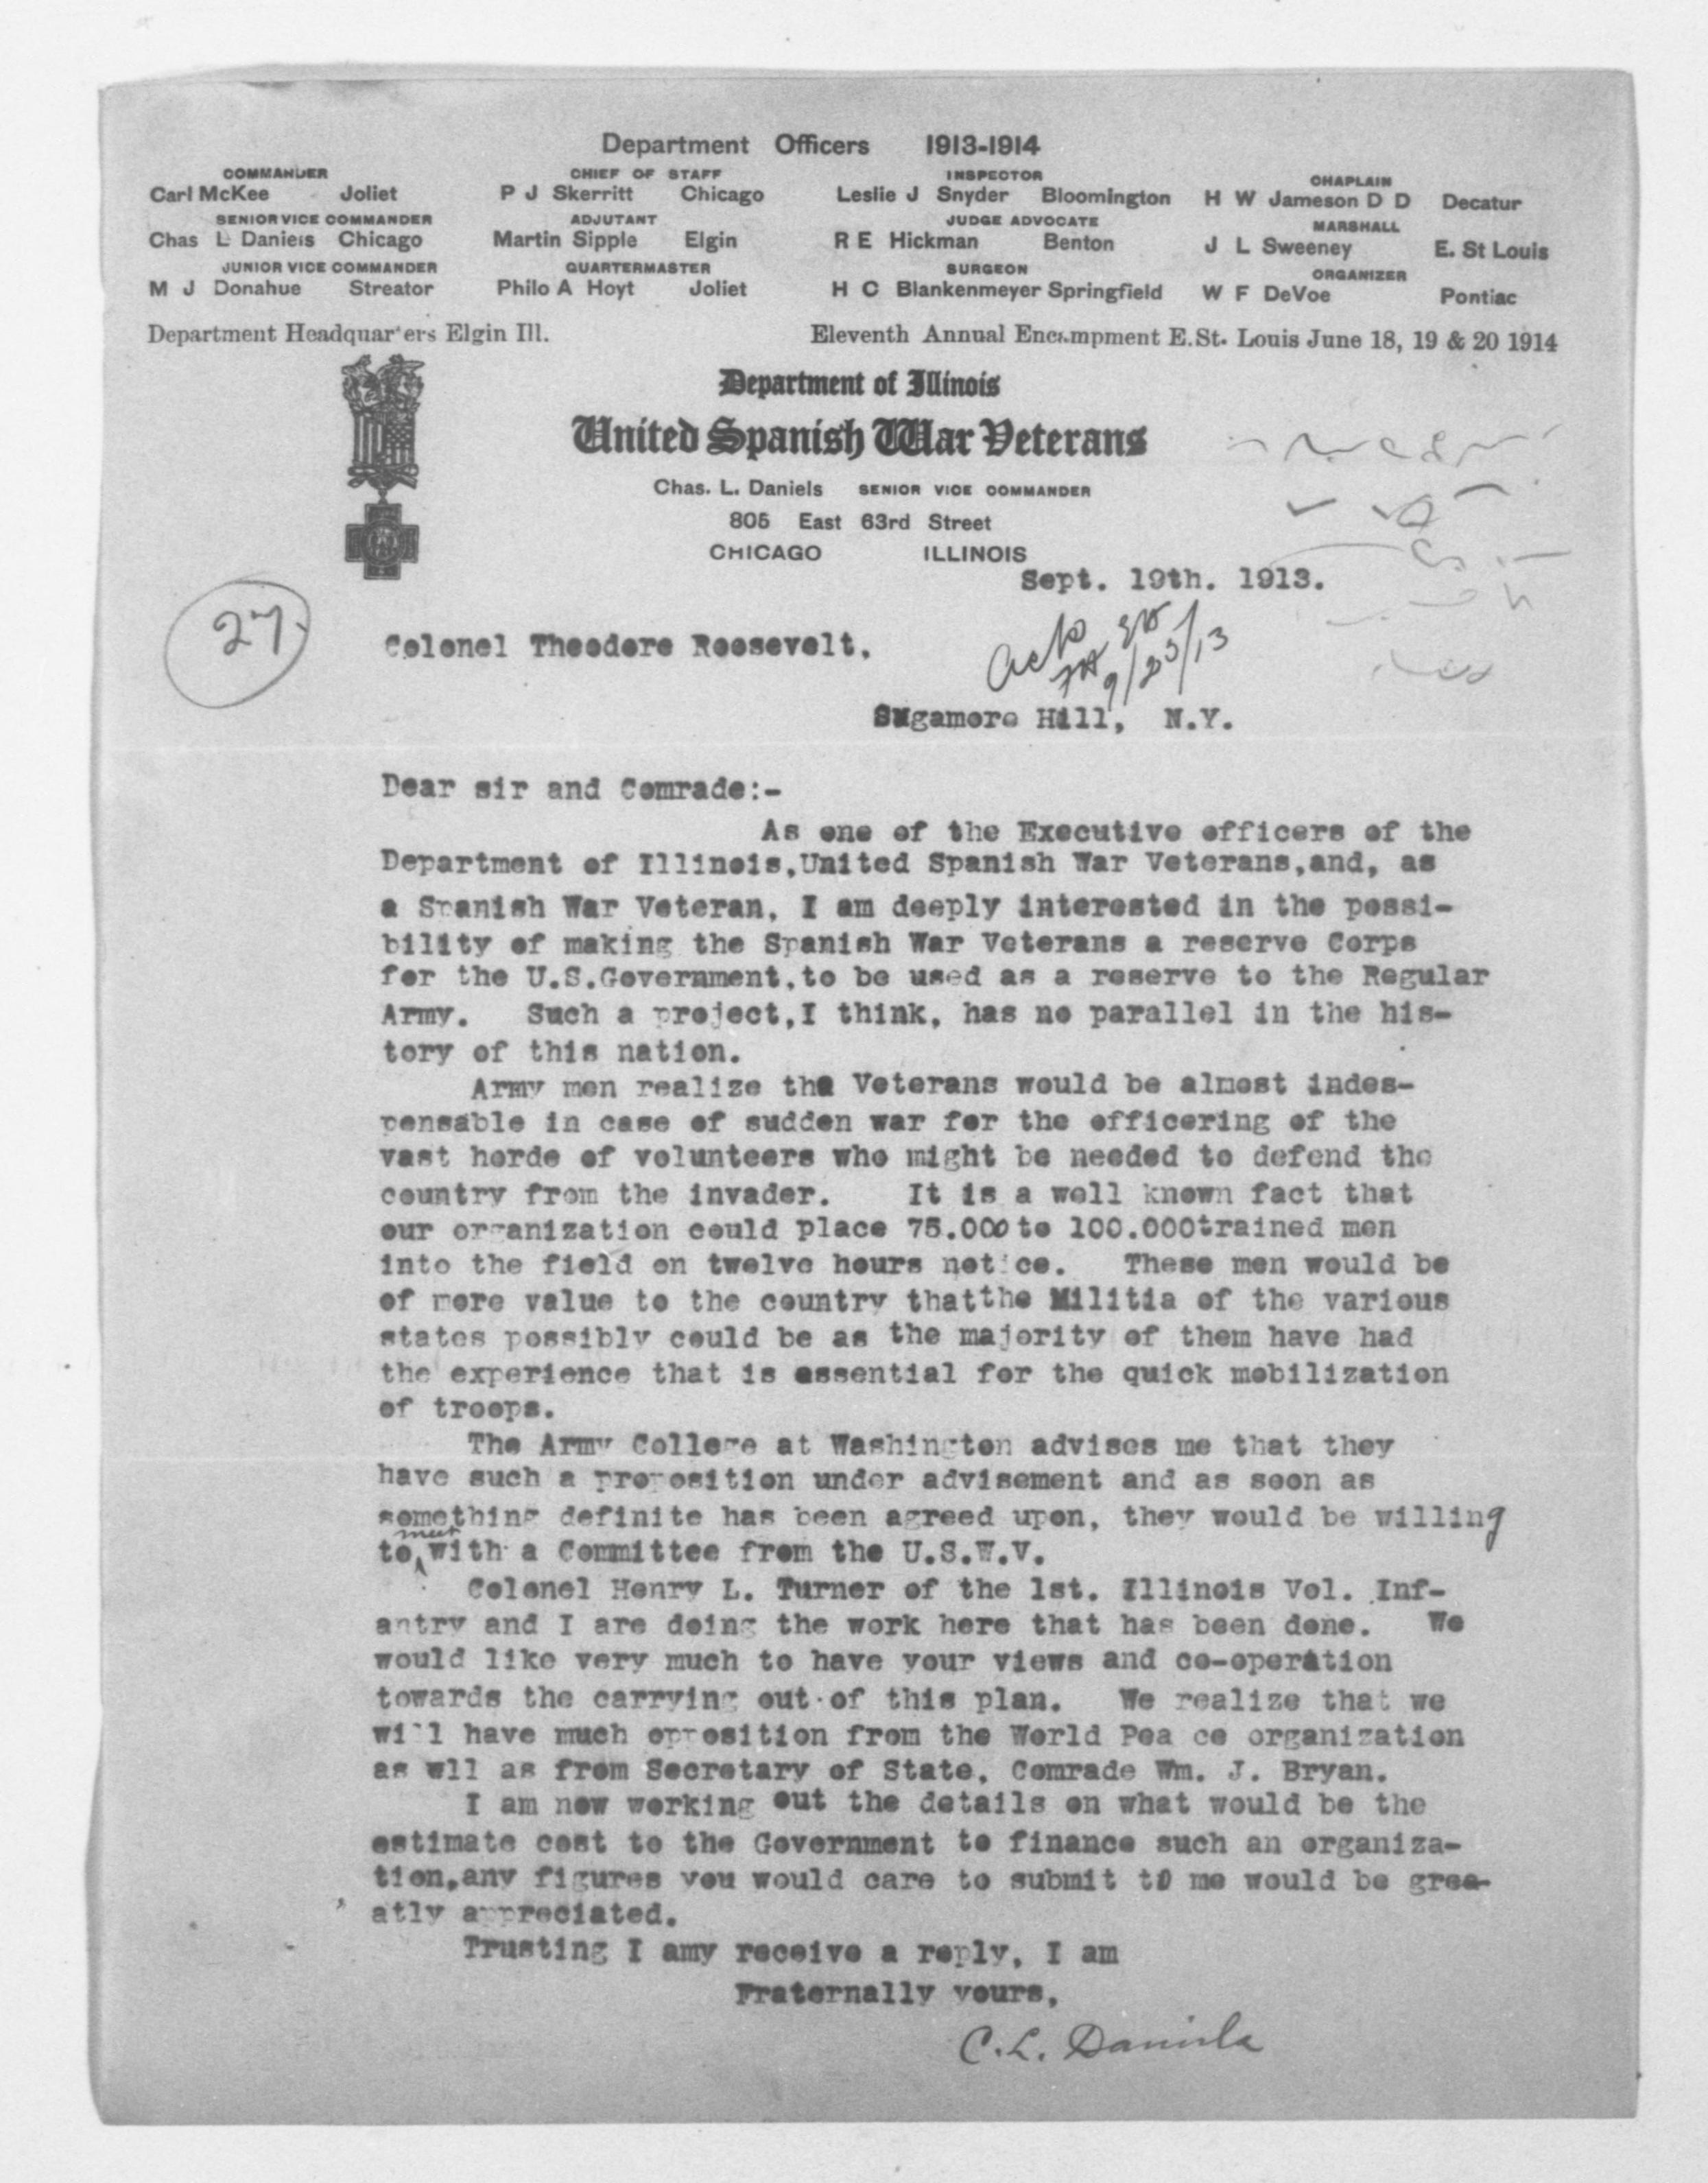 Department Officers 1913-1914
COMMANDER CHIEF OF STAFF INSPECTOR CHAPLAIN
Carl McKee Joliet P J Skerritt Chicago Leslie J Snyder Bloomington H W Jameson D D Decatur
SENIOR VICE COMMANDER ADJUTANT JUDGE ADVOCATE MARSHALL
Chas L Daniels Chicago Martin Sipple Elgin R E Hickman Benton J L Sweeney E. St Louis
JUNIOR VICE COMMANDER QUARTERMASTER SURGEON ORGANIZER
M J Donahue Streator Philo A Hoyt Joliet H C Blankenmeyer Springfield W F DeVoe Pontiac
Department Headquarters Elgin Ill. Eleventh Annual Encampment E.St. Louis June 18, 19 & 20 1914
Department of Illinois
United Spanish War Veterans
Chas. L. Daniels SENIOR VICE COMMANDER
805 East 63rd Street
CHICAGO ILLINOIS
Sept. 19th. 1913.
27
Colonel Theodore Roosevelt.
Ack
9/23/13
Sagamore Hill, N.Y.
Dear sir and Comrade:-
As one of the Executive officers of the
Department of Illinois,United Spanish War Veterans,and, as
a Spanish War Veteran, I am deeply interested in the possi-
bility of making the Spanish War Veterans a reserve Corps
for the U.S.Government,to be used as a reserve to the Regular
Army. Such a project,I think, has no parallel in the his-
tory of this nation.
Army men realize the Veterans would be almost indes-
pensable in case of sudden war for the officering of the
vast horde of volunteers who might be needed to defend the
country from the invader. It is a well known fact that
our organization could place 75.000 to 100.000trained men
into the field on twelve hours notice. These men would be
of more value to the country thatthe Militia of the various
states possibly could be as the majority of them have had
the experience that is essential for the quick mobilization
of troops.
The Army College at Washington advises me that they
have such a proposition under advisement and as soon as
something definite has been agreed upon, they would be willing
to meet with a Committee from the U.S.W.V.
Colonel Henry L. Turner of the 1st. Illinois Vol. Inf-
antry and I are doing the work here that has been done. We
would like very much to have your views and co-operation
towards the carrying out of this plan. We realize that we
will have much opposition from the World Pea ce organization
as wll as from Secretary of State, Comrade Wm. J. Bryan.
I am now working out the details on what would be the
estimate cost to the Government to finance such an organiza-
tion,any figures you would care to submit to me would be grea-
atly appreciated.
Trusting I amy receive a reply, I am
Fraternally yours,
C.L. Daniels